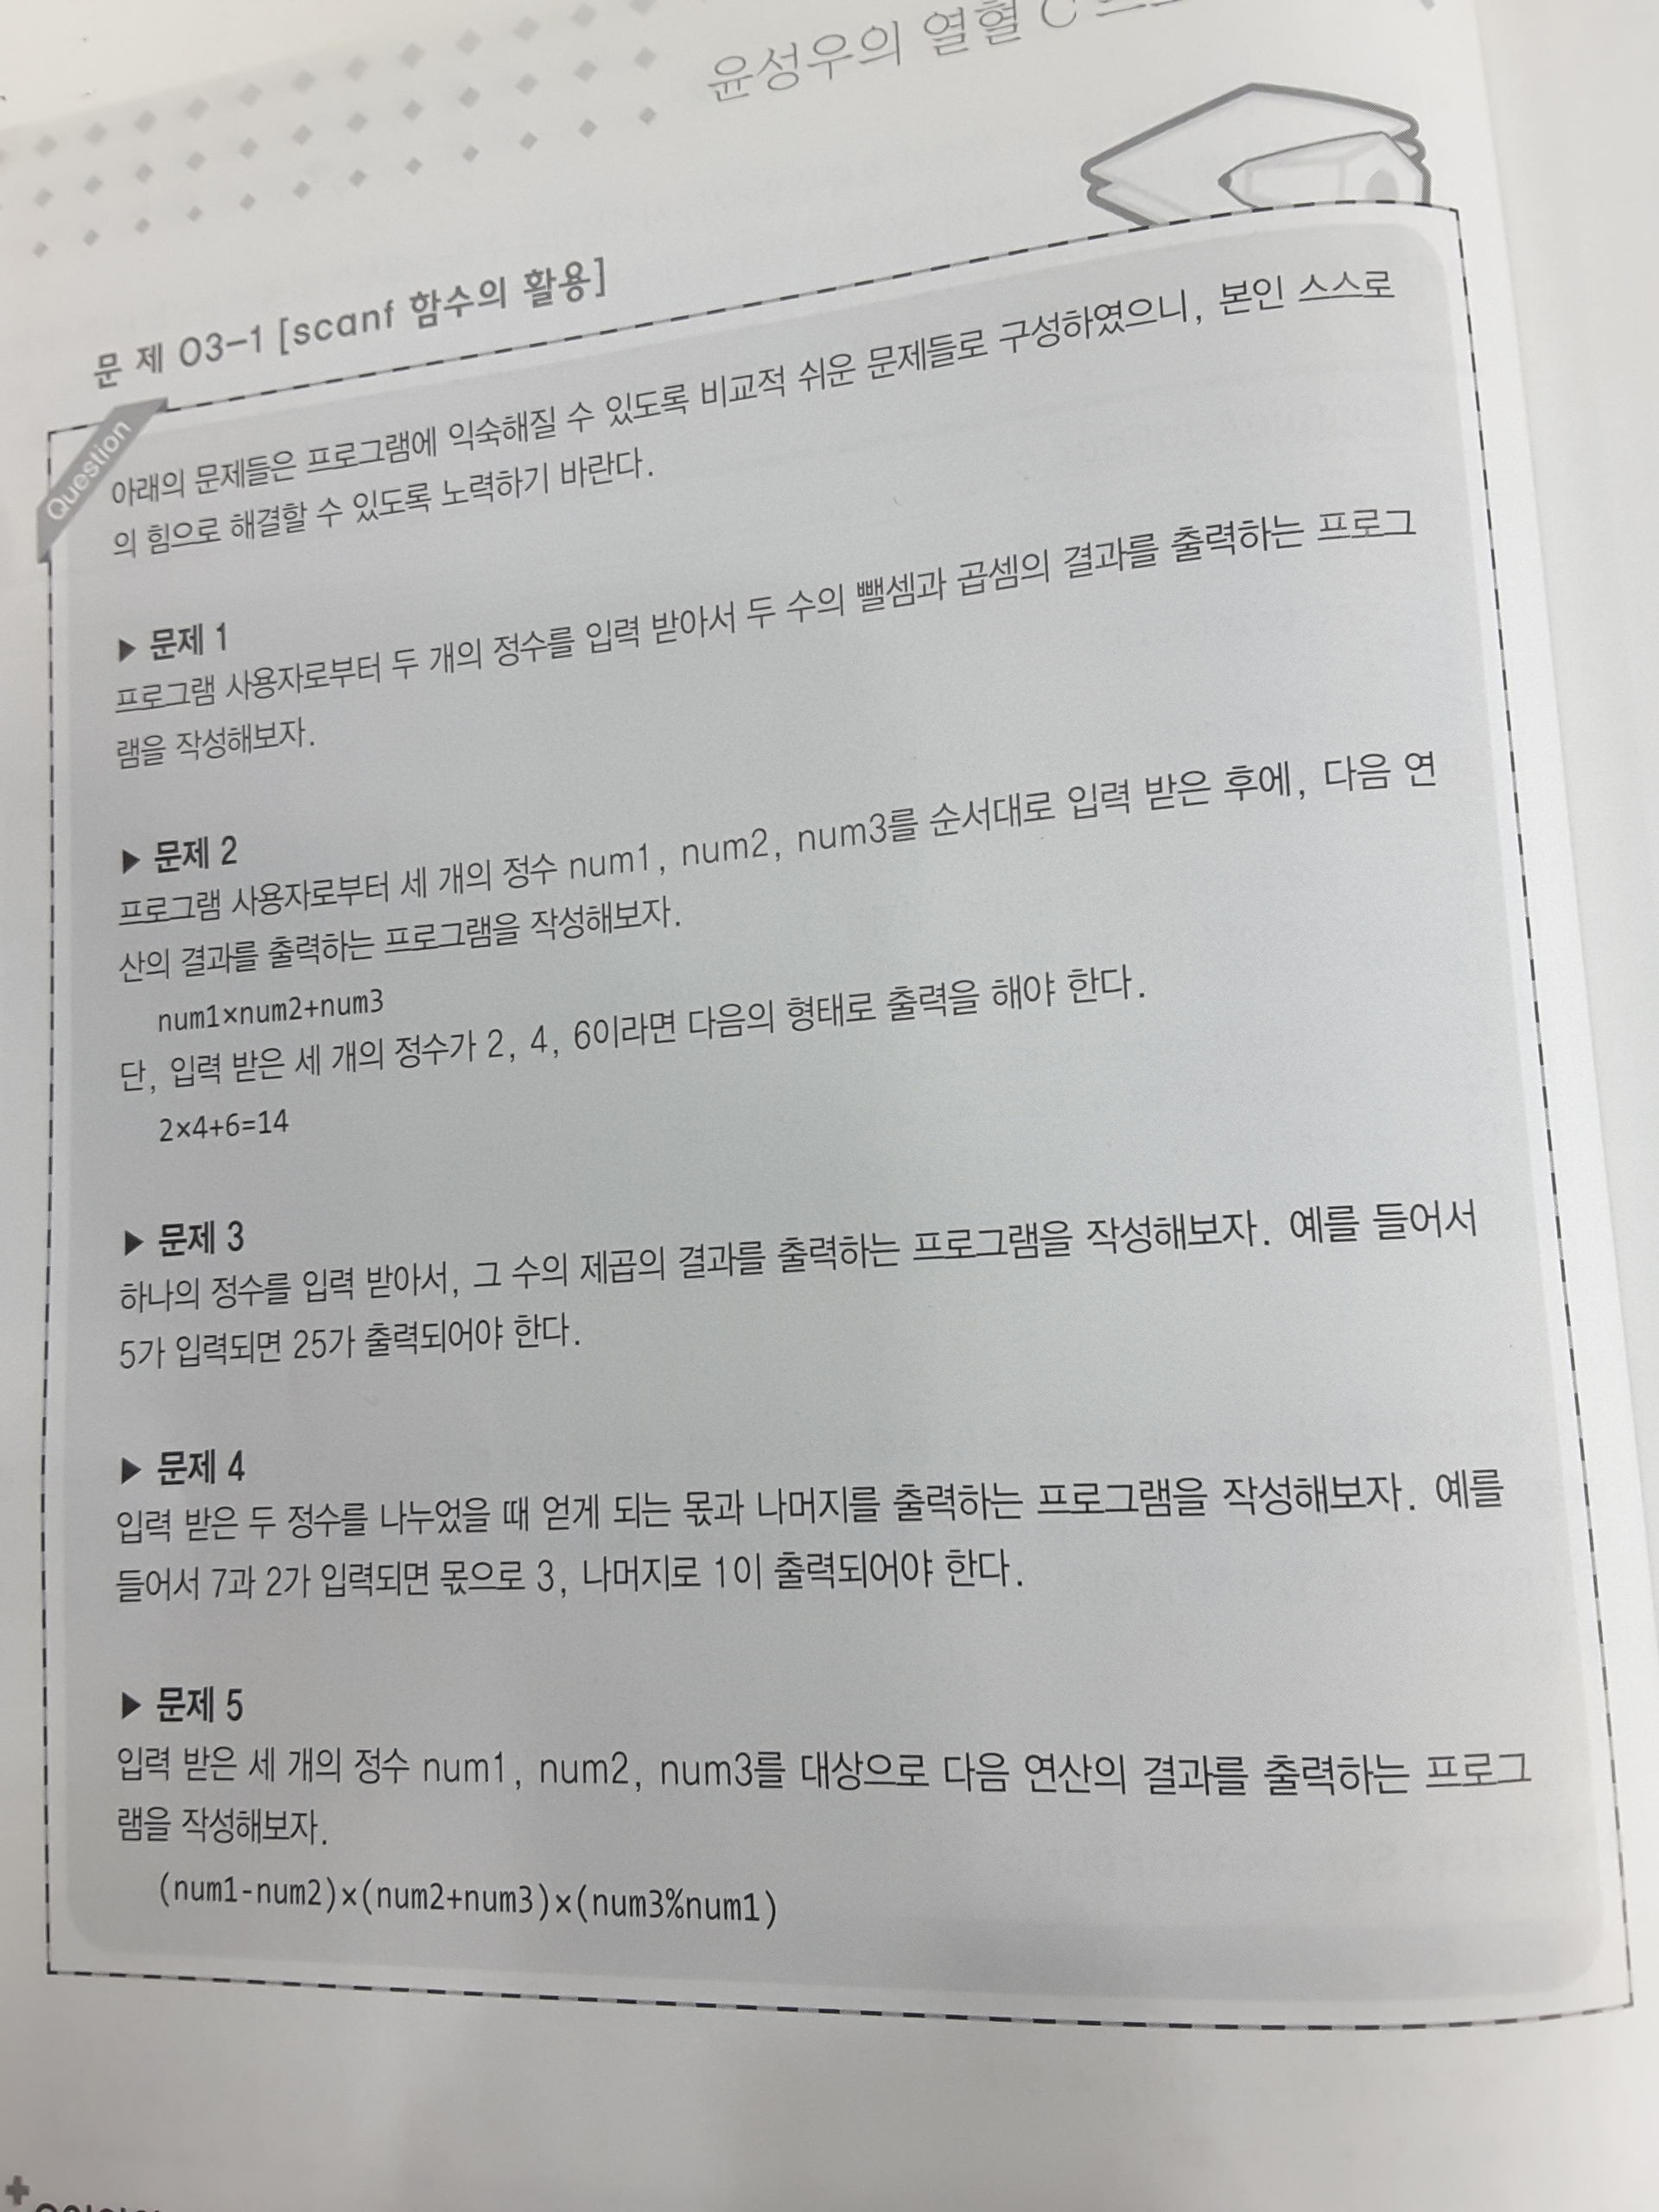 윤성우의 열혈 C
문 제 03-1 [scanf 함수의 활용]
Question
아래의 문제들은 프로그램에 익숙해질 수 있도록 비교적 쉬운 문제들로 구성하였으니, 본인 스스로
의 힘으로 해결할 수 있도록 노력하기 바란다.
▶ 문제 1
프로그램 사용자로부터 두 개의 정수를 입력 받아서 두 수의 뺄셈과 곱셈의 결과를 출력하는 프로그
램을 작성해보자.
▶ 문제 2
프로그램 사용자로부터 세 개의 정수 num1, num2, num3를 순서대로 입력 받은 후에, 다음 연
산의 결과를 출력하는 프로그램을 작성해보자.
num1×num2+num3
단, 입력 받은 세 개의 정수가 2, 4, 6이라면 다음의 형태로 출력을 해야 한다.
2×4+6=14
▶ 문제 3
하나의 정수를 입력 받아서, 그 수의 제곱의 결과를 출력하는 프로그램을 작성해보자. 예를 들어서
5가 입력되면 25가 출력되어야 한다.
▶ 문제 4
입력 받은 두 정수를 나누었을 때 얻게 되는 몫과 나머지를 출력하는 프로그램을 작성해보자. 예를
들어서 7과 2가 입력되면 몫으로 3, 나머지로 1이 출력되어야 한다.
▶ 문제 5
입력 받은 세 개의 정수 num1, num2, num3를 대상으로 다음 연산의 결과를 출력하는 프로그
램을 작성해보자.
(num1-num2)×(num2+num3)×(num3%num1)